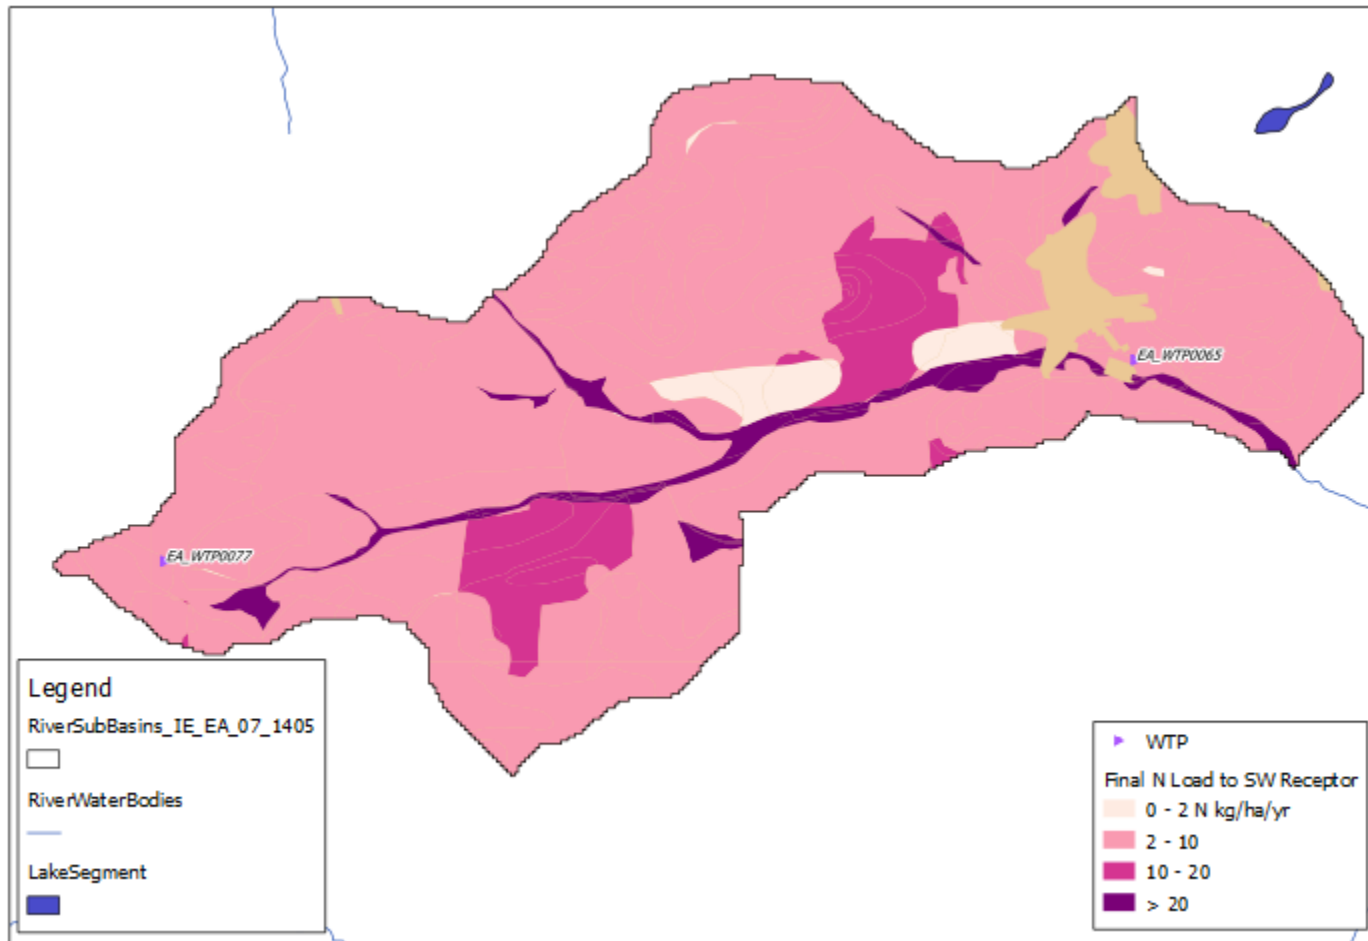 EA_WTP0065
EA_WTP0077
Legend
RiverSubBasins_IE_EA_07_1405
RiverWaterBodies
LakeSegment
WTP
Final N Load to SW Receptor
0 - 2 N kg/ha/yr
2 - 10
10 - 20
> 20